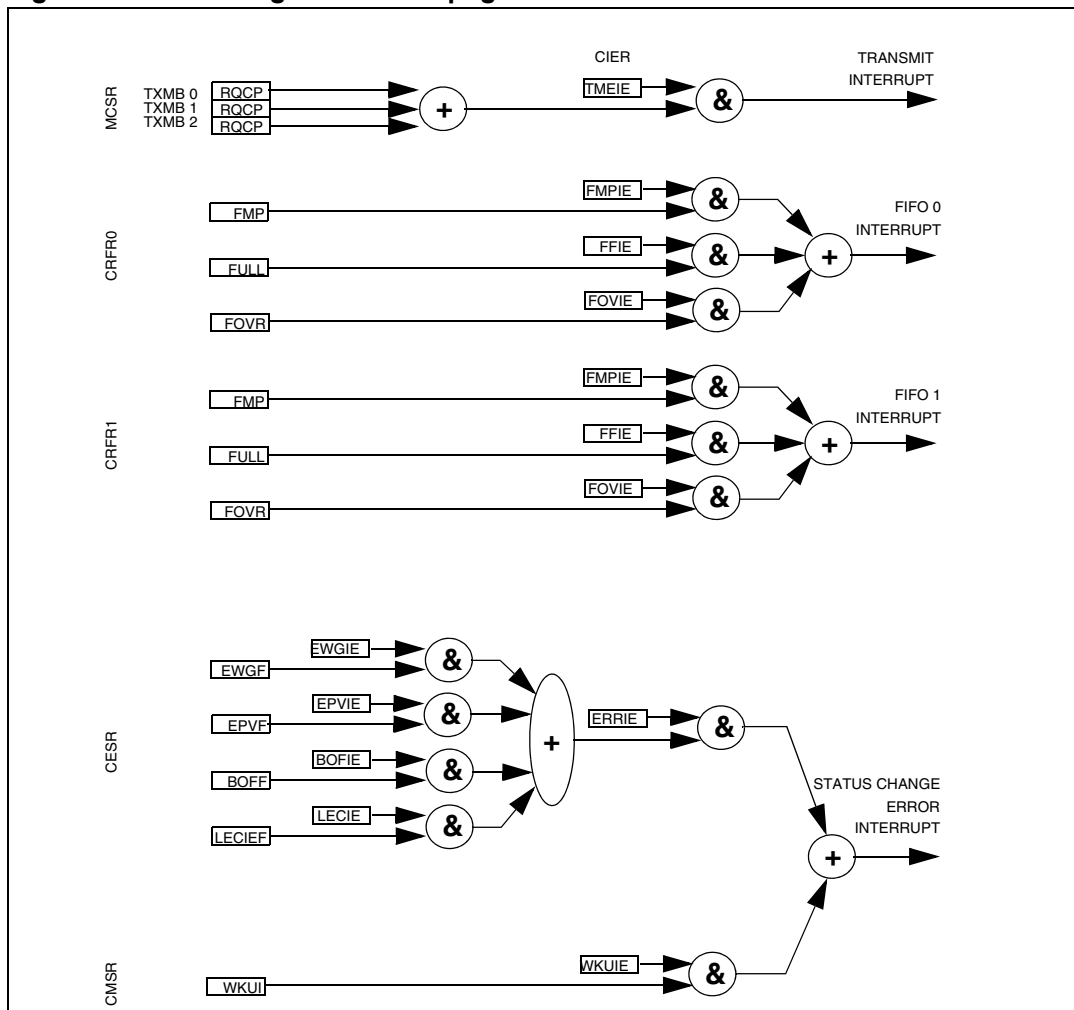 CIER
TRANSMIT
INTERRUPT
MCSR
TXMB 0 RQCP
TXMB 1 RQCP
TXMB 2 RQCP
+
TMEIE
&
CRFR0
FMPIE
&
FMP
FIFO 0
INTERRUPT
FFIE
&
+
FULL
FOVIE
&
FOVR
CRFR1
FMPIE
&
FMP
FIFO 1
INTERRUPT
FFIE
&
+
FULL
FOVIE
&
FOVR
CESR
EWGIE
&
EWGF
EPVIE
&
EPVF
+
ERRIE
&
BOFIE
&
BOFF
LECIE
&
LECIEF
STATUS CHANGE
ERROR
INTERRUPT
+
CMSR
WKUIE
&
WKUI